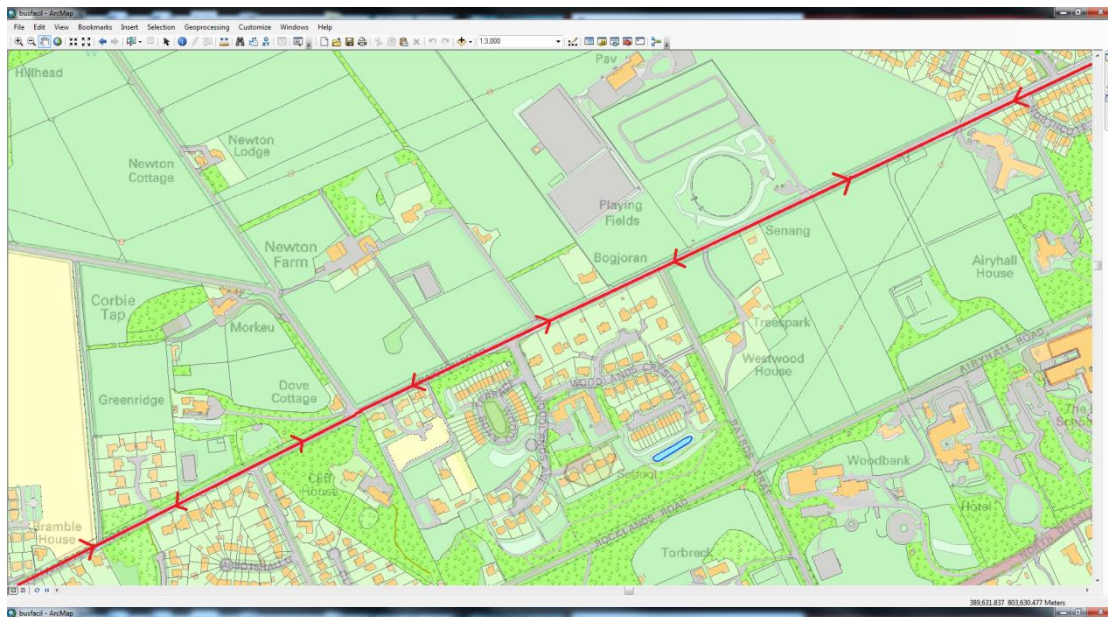 busfacil - ArcMap
File Edit View Bookmarks Insert Selection Geoprocessing Customize Windows Help
1:3,000
Hillhead
Pav
Newton
Lodge
Newton
Cottage
Playing
Fields
Senang
Newton
Farm
Bogjoran
Airyhall
House
Corbie
Tap
Morkeu
Treespark
Westwood
House
AIRYHALL ROAD
Greenridge
Dove
Cottage
WOODLANDS CRESCENT
BAIRDS BRAE
Woodbank
Cliff
House
School
Hotel
ROCKLANDS ROAD
Bramble
House
ABBOTSHALL
Torbreck
389,631.837 803,630.477 Meters
busfacil - ArcMap